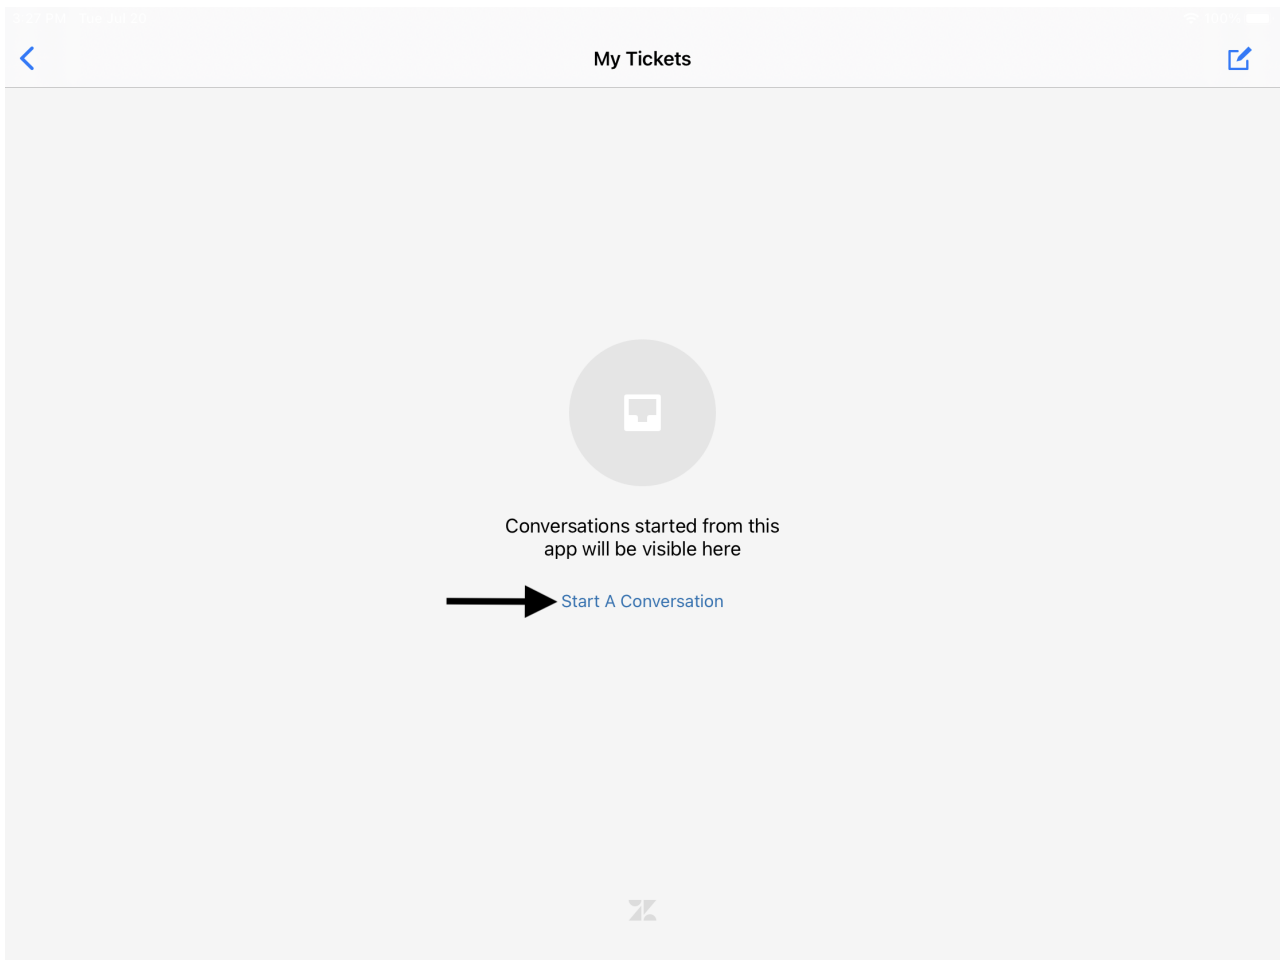 My Tickets
Conversations started from this
app will be visible here
Start A Conversation